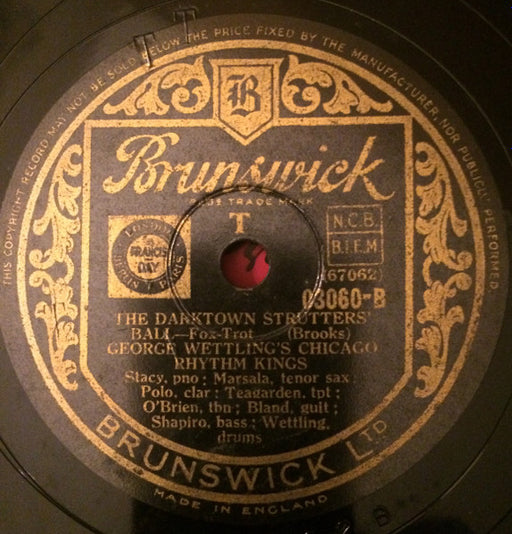 THIS COPYRIGHT RECORD MAY NOT BE SOLD BELOW THE PRICE FIXED BY THE MANUFACTURER, NOR PUBLICLY PERFORMED.
B
Brunswick
TRADE MARK
T
N.C.B.
B.I.E.M
LONDON
PARIS
DAY
(67062)
03060-B
THE DARKTOWN STRUTTERS'
BALL—Fox-Trot (Brooks)
GEORGE WETTLING'S CHICAGO
RHYTHM KINGS
Stacy, pno; Marsala, tenor sax;
Polo, clar; Teagarden, tpt;
O'Brien, tbn; Bland, guit;
Shapiro, bass; Wettling,
drums
BRUNSWICK LTD
MADE IN ENGLAND
B